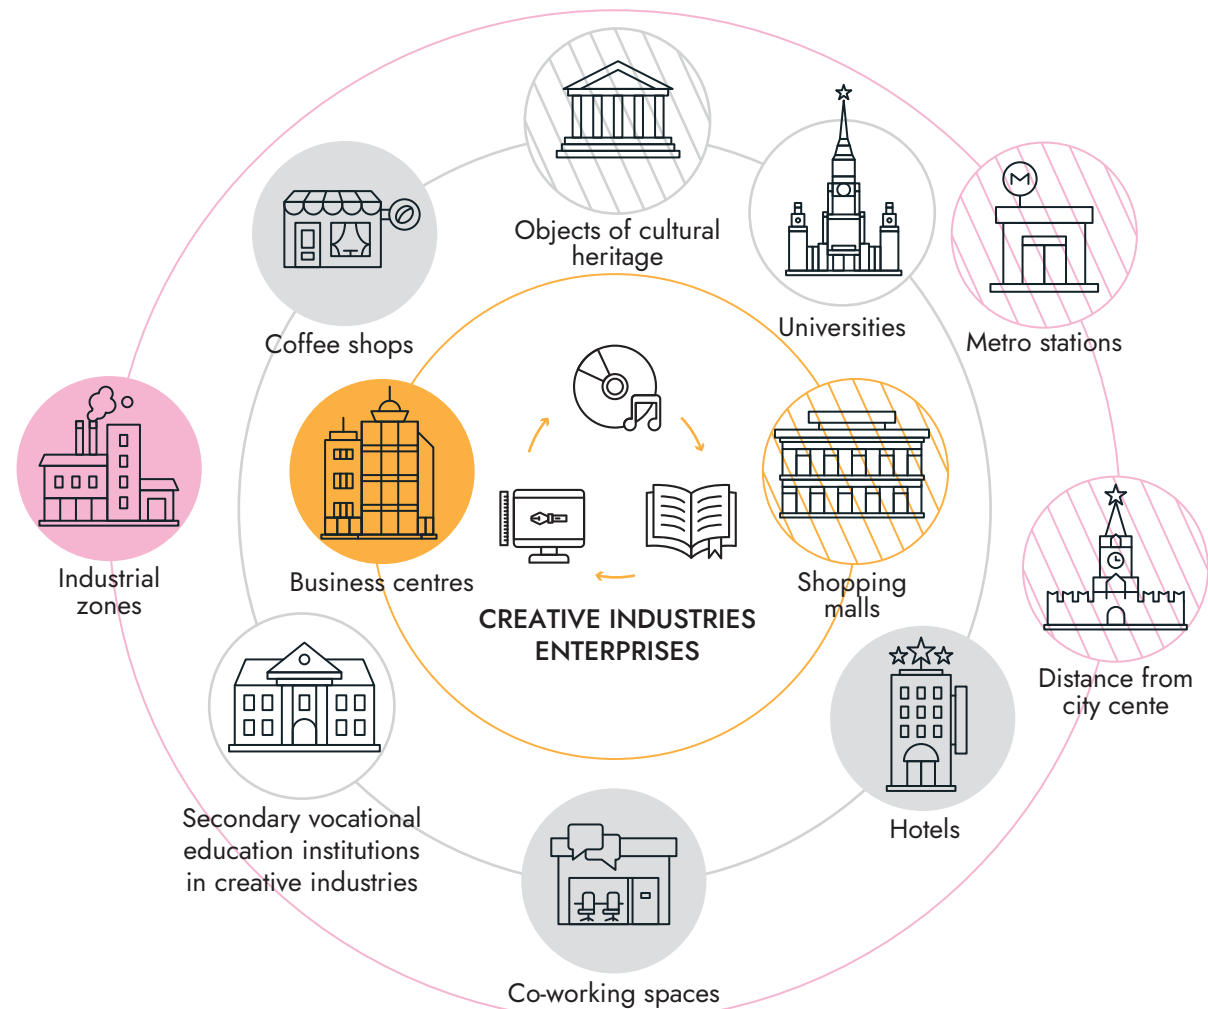 Objects of cultural
heritage
Universities
M
Metro stations
Coffee shops
Industrial
zones
Business centres
CREATIVE INDUSTRIES
ENTERPRISES
Shopping
malls
Distance from
city cente
Secondary vocational
education institutions
in creative industries
Hotels
Co-working spaces